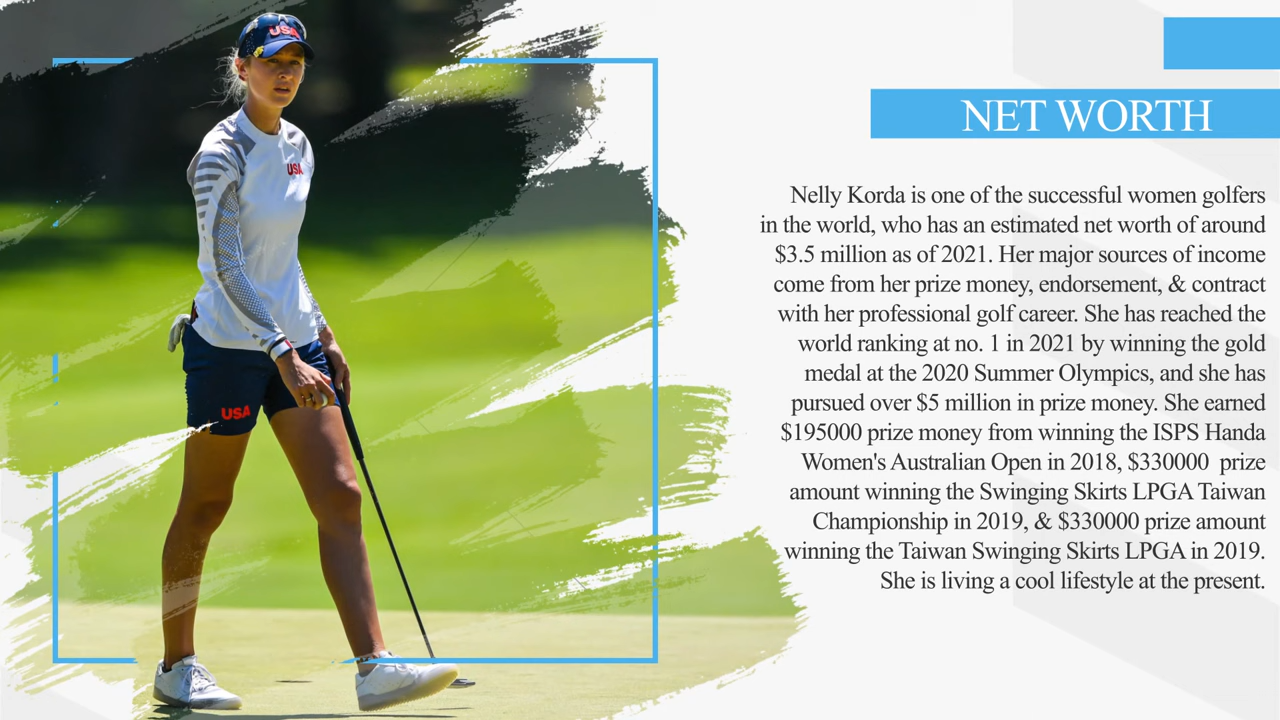 USA
USA
USA
NET WORTH
Nelly Korda is one of the successful women golfers
in the world, who has an estimated net worth of around
$3.5 million as of 2021. Her major sources of income
come from her prize money, endorsement, & contract
with her professional golf career. She has reached the
world ranking at no. 1 in 2021 by winning the gold
medal at the 2020 Summer Olympics, and she has
pursued over $5 million in prize money. She earned
$195000 prize money from winning the ISPS Handa
Women's Australian Open in 2018, $330000  prize
amount winning the Swinging Skirts LPGA Taiwan
Championship in 2019, & $330000 prize amount
winning the Taiwan Swinging Skirts LPGA in 2019.
She is living a cool lifestyle at the present.